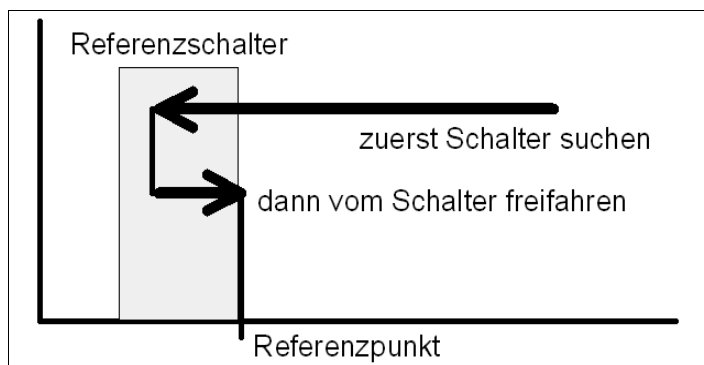 Referenzschalter
zuerst Schalter suchen
dann vom Schalter freifahren
Referenzpunkt